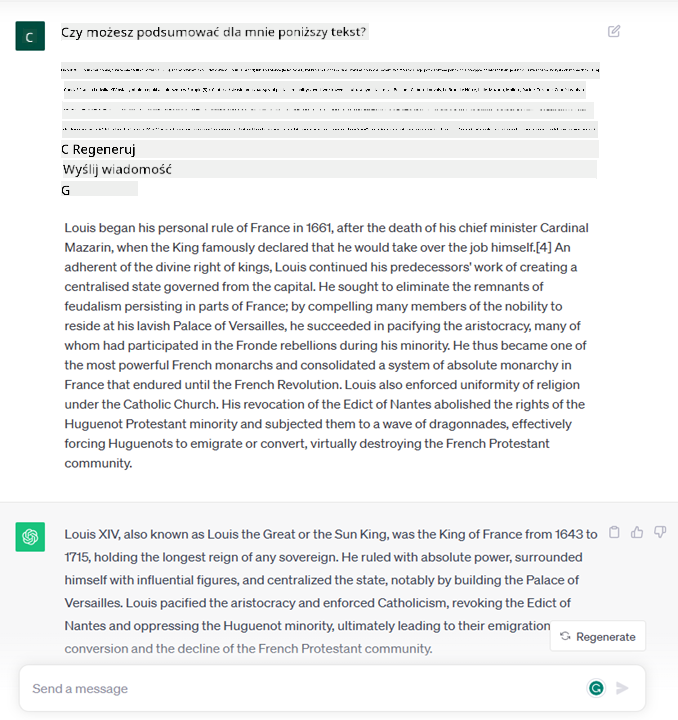 C
Czy możesz podsumować dla mnie poniższy tekst?
C Regeneruj
Wyślij wiadomość
G
Louis began his personal rule of France in 1661, after the death of his chief minister Cardinal
Mazarin, when the King famously declared that he would take over the job himself.[4] An
adherent of the divine right of kings, Louis continued his predecessors' work of creating a
centralised state governed from the capital. He sought to eliminate the remnants of
feudalism persisting in parts of France; by compelling many members of the nobility to
reside at his lavish Palace of Versailles, he succeeded in pacifying the aristocracy, many of
whom had participated in the Fronde rebellions during his minority. He thus became one of
the most powerful French monarchs and consolidated a system of absolute monarchy in
France that endured until the French Revolution. Louis also enforced uniformity of religion
under the Catholic Church. His revocation of the Edict of Nantes abolished the rights of the
Huguenot Protestant minority and subjected them to a wave of dragonnades, effectively
forcing Huguenots to emigrate or convert, virtually destroying the French Protestant
community.
Louis XIV, also known as Louis the Great or the Sun King, was the King of France from 1643 to
1715, holding the longest reign of any sovereign. He ruled with absolute power, surrounded
himself with influential figures, and centralized the state, notably by building the Palace of
Versailles. Louis pacified the aristocracy and enforced Catholicism, revoking the Edict of
Nantes and oppressing the Huguenot minority, ultimately leading to their emigration
Regenerate
conversion and the decline of the French Protestant community.
Send a message